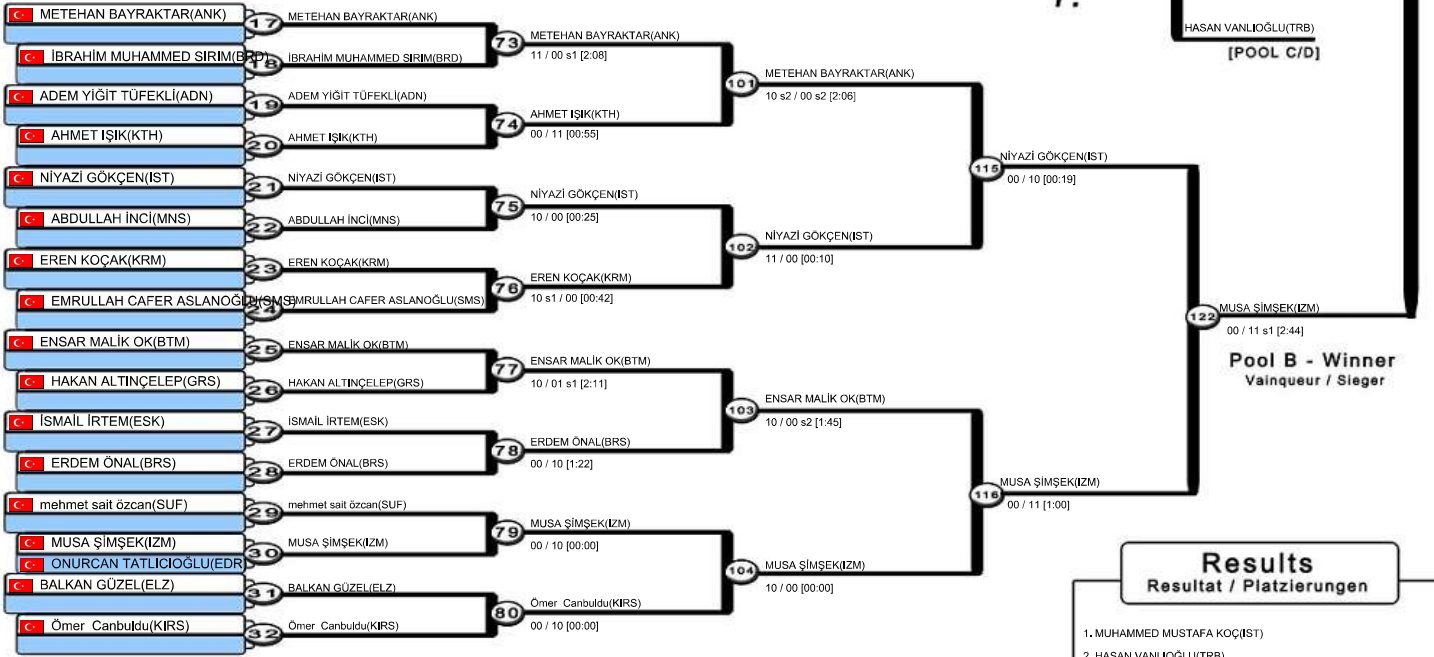 METEHAN BAYRAKTAR(ANK)
17
METEHAN BAYRAKTAR(ANK)
İBRAHİM MUHAMMED SIRIM(BRD)
18
İBRAHİM MUHAMMED SIRIM(BRD)
73
METEHAN BAYRAKTAR(ANK)
11 / 00 s1 [2:08]
ADEM YİĞİT TÜFEKLİ(ADN)
19
ADEM YİĞİT TÜFEKLİ(ADN)
AHMET IŞIK(KTH)
20
AHMET IŞIK(KTH)
74
AHMET IŞIK(KTH)
00 / 11 [00:55]
101
METEHAN BAYRAKTAR(ANK)
10 s2 / 00 s2 [2:06]
NİYAZİ GÖKÇEN(IST)
21
NİYAZİ GÖKÇEN(IST)
ABDULLAH İNCİ(MNS)
22
ABDULLAH İNCİ(MNS)
75
NİYAZİ GÖKÇEN(IST)
10 / 00 [00:25]
EREN KOÇAK(KRM)
23
EREN KOÇAK(KRM)
EMRULLAH CAFER ASLANOĞLU(SMS)
24
EMRULLAH CAFER ASLANOĞLU(SMS)
76
EREN KOÇAK(KRM)
10 s1 / 00 [00:42]
102
NİYAZİ GÖKÇEN(IST)
11 / 00 [00:10]
115
NİYAZİ GÖKÇEN(IST)
00 / 10 [00:19]
ENSAR MALİK OK(BTM)
25
ENSAR MALİK OK(BTM)
HAKAN ALTINÇELEP(GRS)
26
HAKAN ALTINÇELEP(GRS)
77
ENSAR MALİK OK(BTM)
10 / 01 s1 [2:11]
İSMAİL İRTEM(ESK)
27
İSMAİL İRTEM(ESK)
ERDEM ÖNAL(BRS)
28
ERDEM ÖNAL(BRS)
78
ERDEM ÖNAL(BRS)
00 / 10 [1:22]
103
ENSAR MALİK OK(BTM)
10 / 00 s2 [1:45]
mehmet sait özcan(SUF)
29
mehmet sait özcan(SUF)
MUSA ŞİMŞEK(IZM)
ONURCAN TATLICIOĞLU(EDR
30
MUSA ŞİMŞEK(IZM)
79
MUSA ŞİMŞEK(IZM)
00 / 10 [00:00]
BALKAN GÜZEL(ELZ)
31
BALKAN GÜZEL(ELZ)
Ömer Canbuldu(KIRS)
32
Ömer Canbuldu(KIRS)
80
Ömer Canbuldu(KIRS)
00 / 10 [00:00]
104
MUSA ŞİMŞEK(IZM)
10 / 00 [00:00]
116
MUSA ŞİMŞEK(IZM)
00 / 11 [1:00]
122
MUSA ŞİMŞEK(IZM)
00 / 11 s1 [2:44]
Pool B - Winner
Vainqueur / Sieger
HASAN VANLIOĞLU(TRB)
[POOL C/D]
Results
Resultat / Platzierungen
1. MUHAMMED MUSTAFA KOÇ(IST)
2. HASAN VANLIOĞLU(TRB)